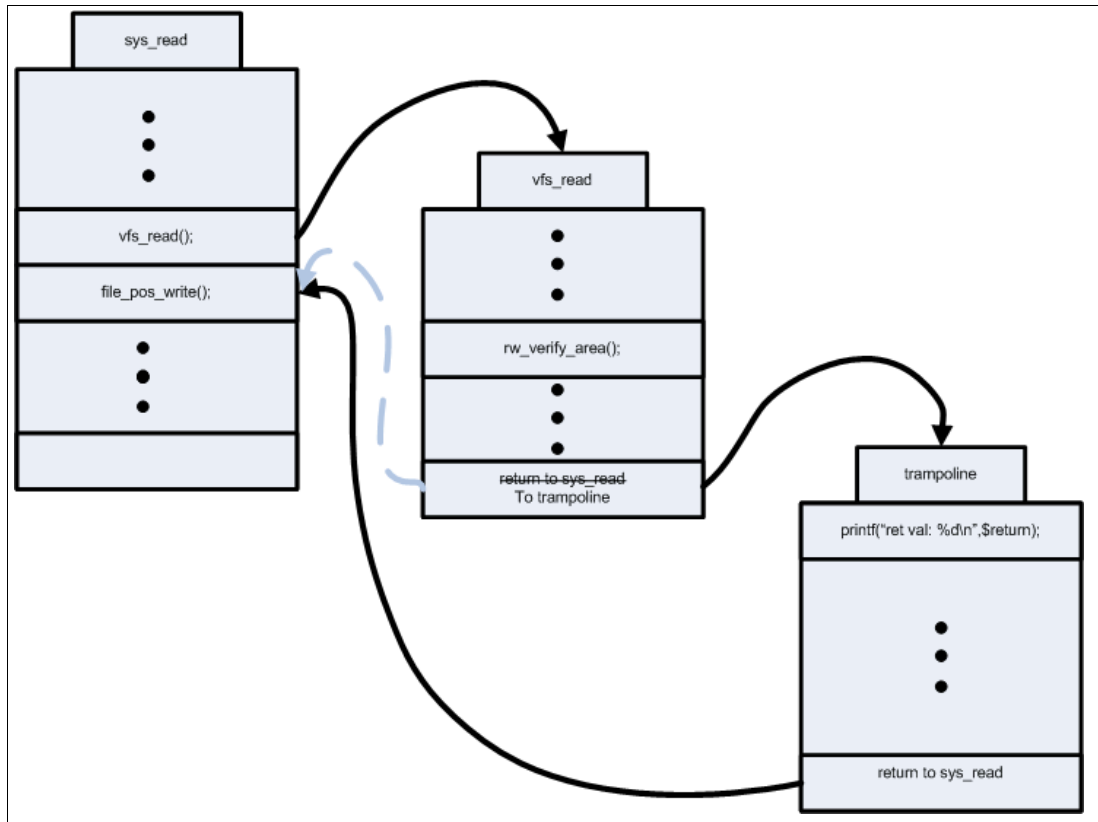 sys_read
vfs_read();
file_pos_write();
vfs_read
rw_verify_area();
return to sys_read
To trampoline
trampoline
printf(“ret val: %d\n”,$return);
return to sys_read